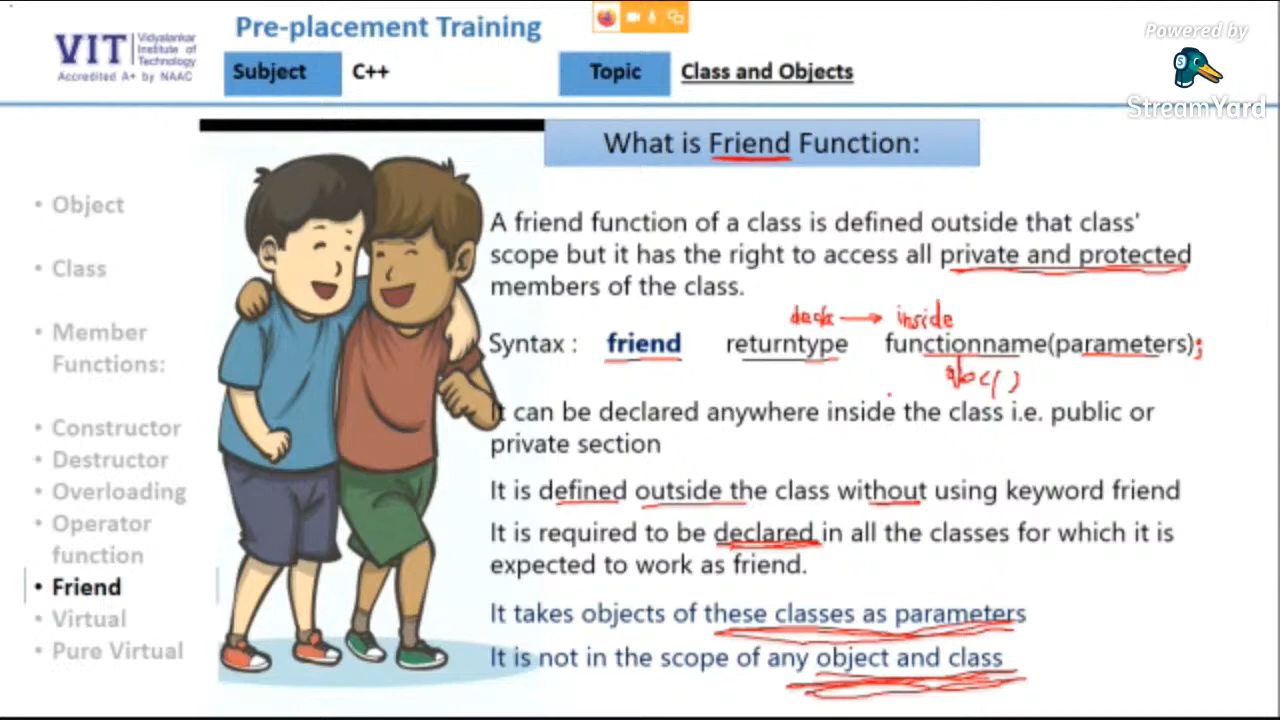 Pre-placement Training
Powered by
VIT
Vidyalankar
Institute of
Technology
Accredited A+ by NAAC
Subject
C++
Topic
Class and Objects
StreamYard
What is Friend Function:
Object
Class
Member
Functions:
Constructor
Destructor
Overloading
Operator
function
Friend
Virtual
Pure Virtual
A friend function of a class is defined outside that class'
scope but it has the right to access all private and protected
members of the class.
inside
Syntax : friend returntype functionname(parameters);
abc()
It can be declared anywhere inside the class i.e. public or
private section
It is defined outside the class without using keyword friend
It is required to be declared in all the classes for which it is
expected to work as friend.
It takes objects of these classes as parameters
It is not in the scope of any object and class